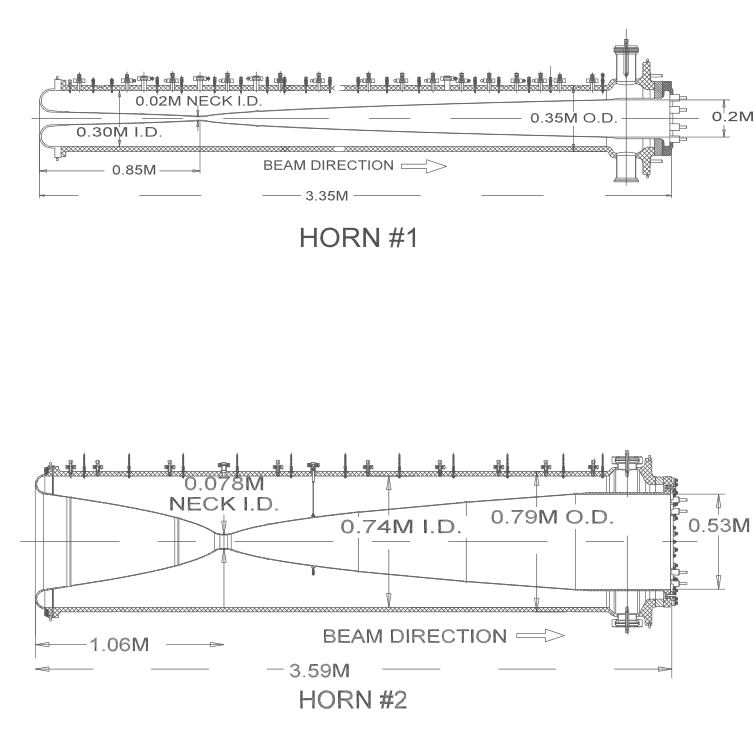 0.02M NECK I.D.
0.30M I.D.
0.35M O.D.
0.2M
0.85M
BEAM DIRECTION
3.35M
HORN #1
0.078M
NECK I.D.
0.74M I.D.
0.79M O.D.
0.53M
1.06M
BEAM DIRECTION
3.59M
HORN #2